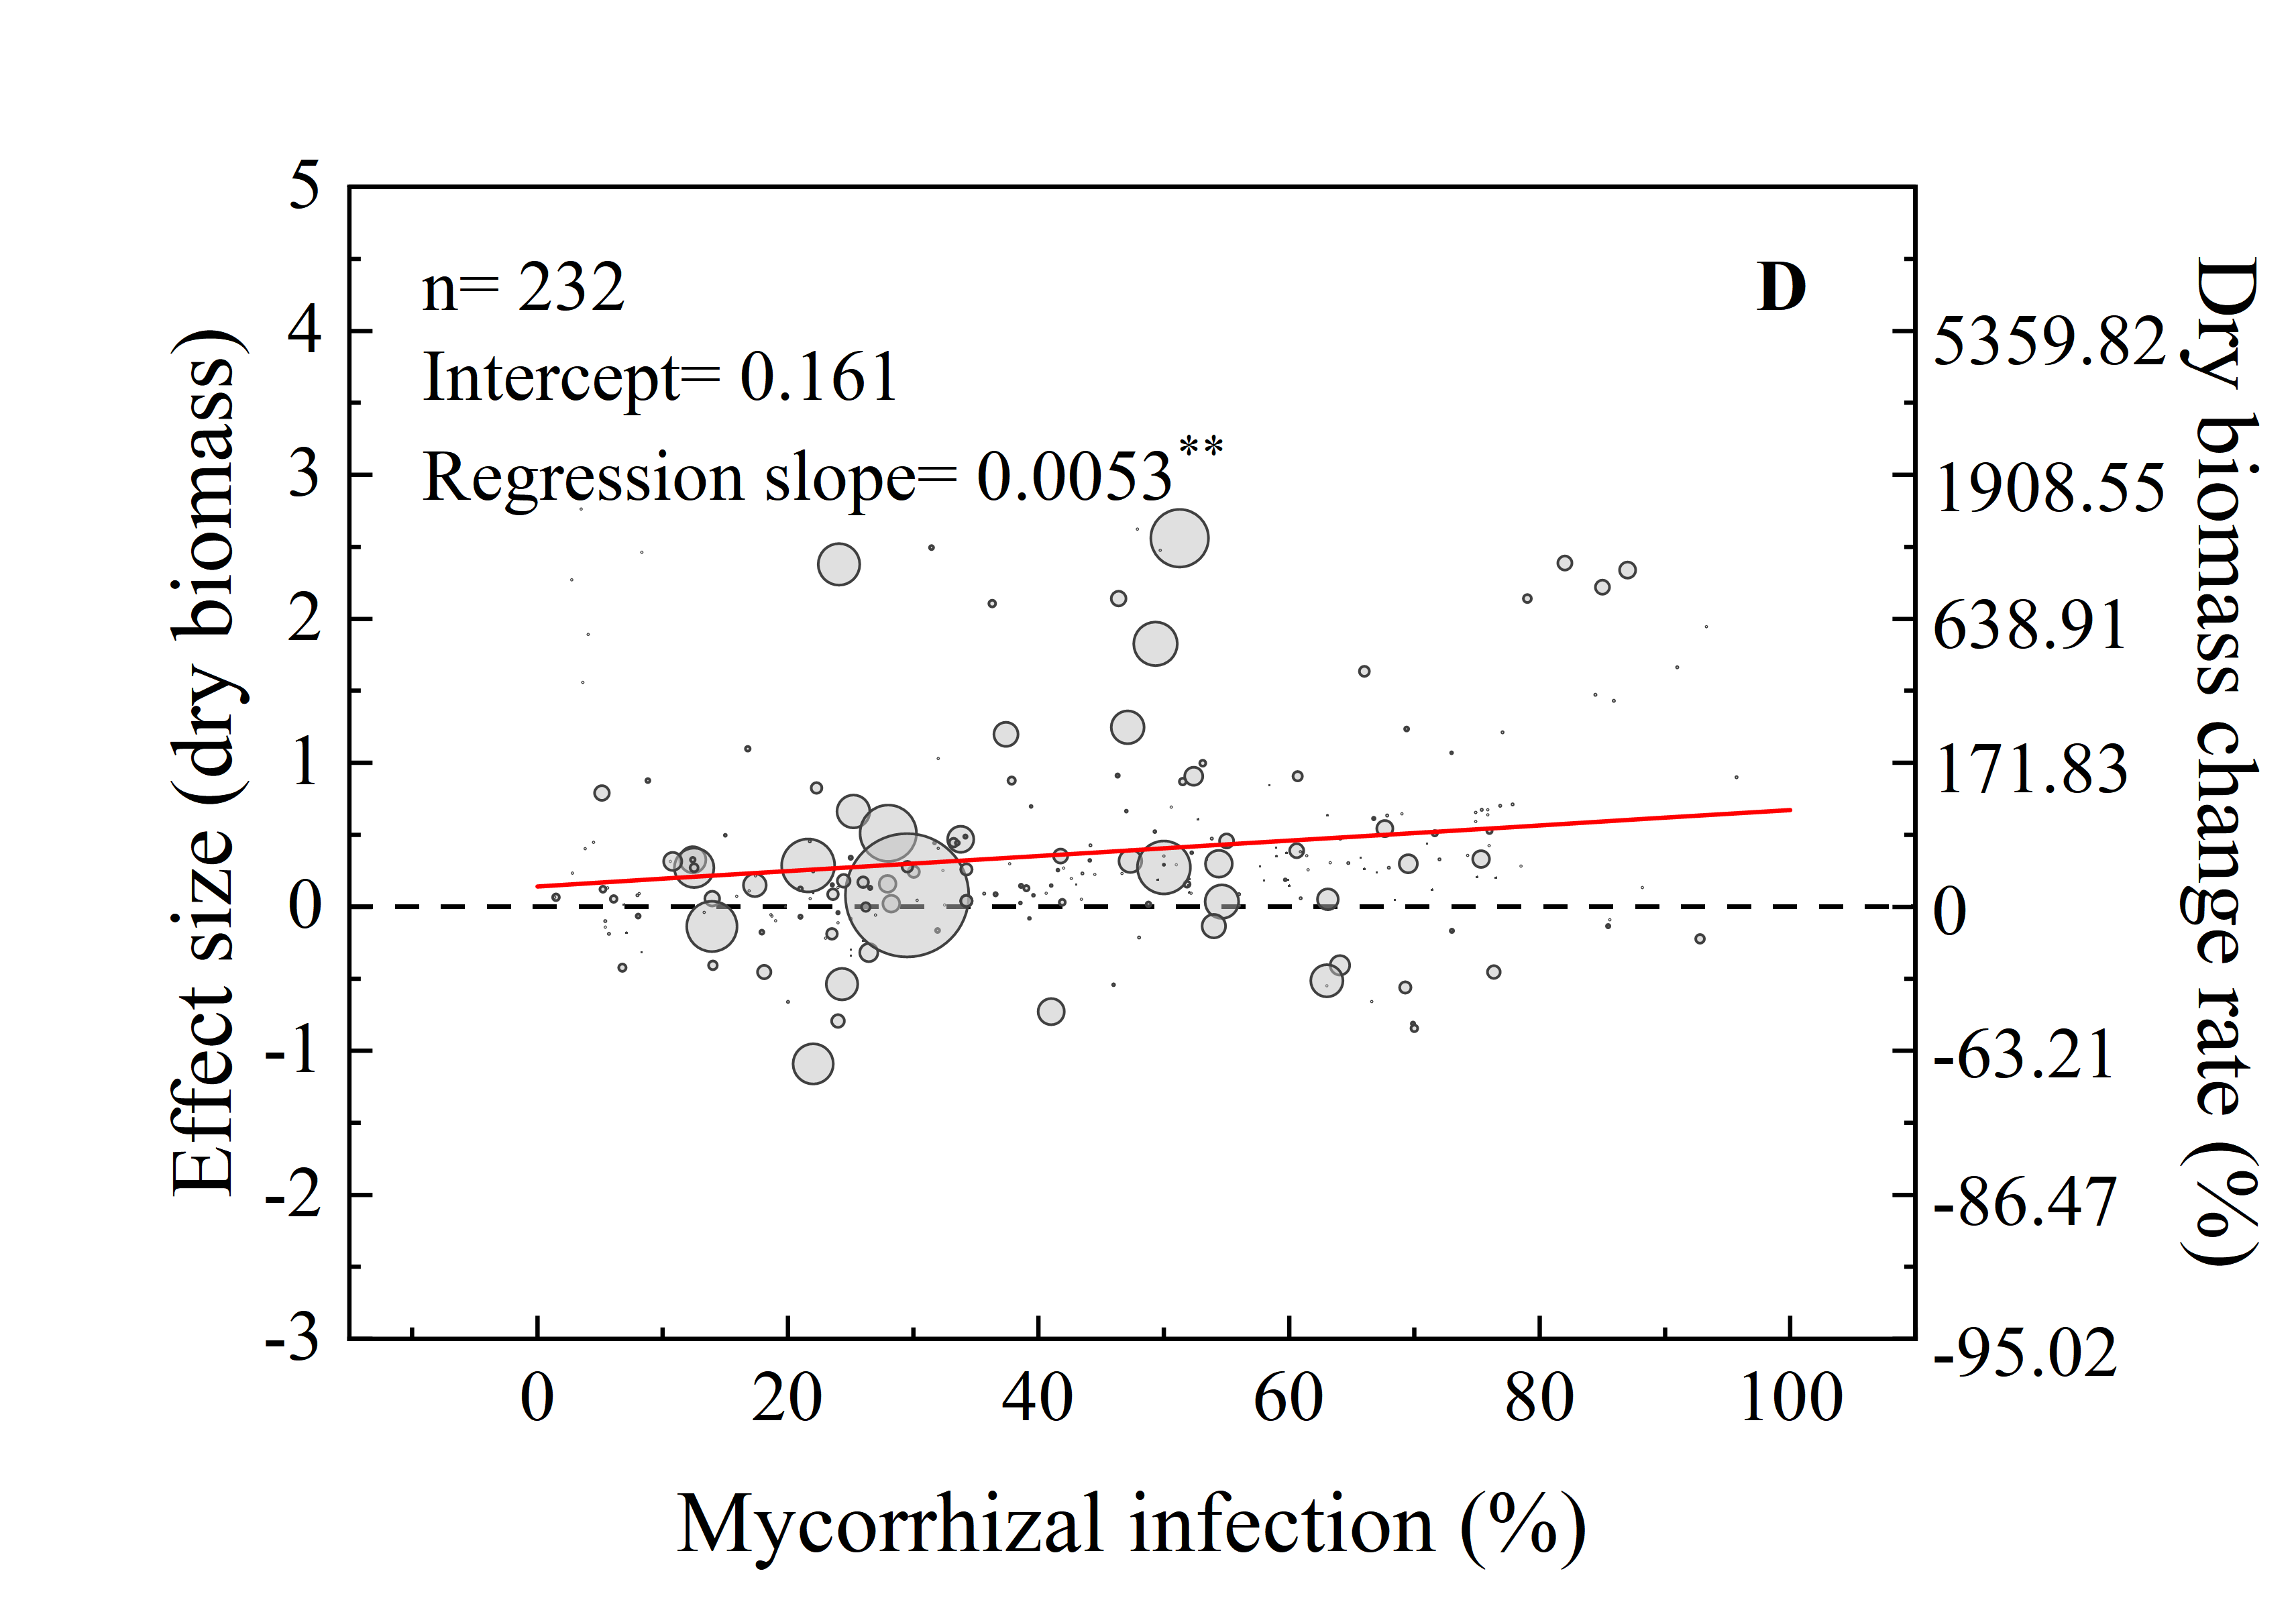 n= 232
D
Intercept= 0.161
Regression slope= 0.0053**
Effect size (dry biomass)
5
4
3
2
1
0
-1
-2
-3
5359.82
1908.55
638.91
171.83
0
-63.21
-86.47
-95.02
Dry biomass change rate (%)
0 20 40 60 80 100
Mycorrhizal infection (%)